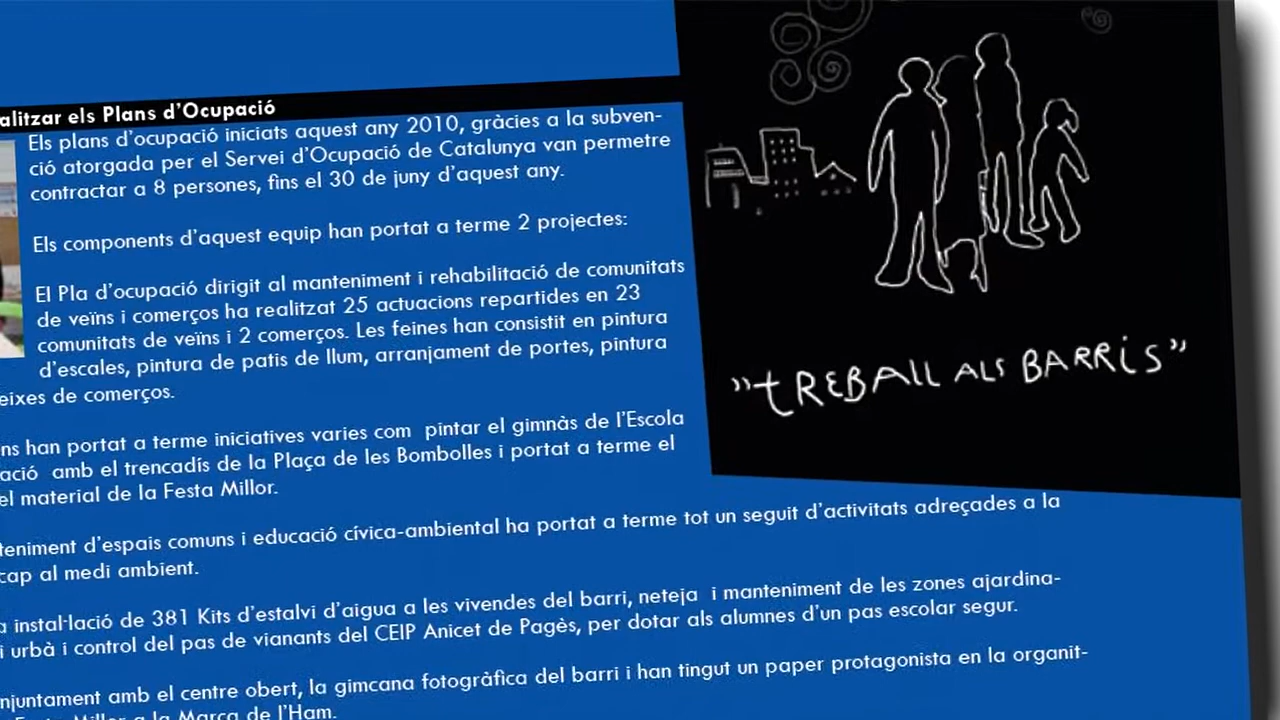 alitzar els Plans d'Ocupació
Els plans d'ocupació iniciats aquest any 2010, gràcies a la subven-
ció atorgada per el Servei d'Ocupació de Catalunya van permetre
contractar a 8 persones, fins el 30 de juny d'aquest any.
Els components d'aquest equip han portat a terme 2 projectes:
El Pla d'ocupació dirigit al manteniment i rehabilitació de comunitats
de veïns i comerços ha realitzat 25 actuacions repartides en 23
comunitats de veïns i 2 comerços. Les feines han consistit en pintura
d'escales, pintura de patis de llum, arranjament de portes, pintura
eixes de comerços.
ns han portat a terme iniciatives varies com pintar el gimnàs de l'Escola
ació amb el trencadís de la Plaça de les Bombolles i portat a terme el
el material de la Festa Millor.
teniment d'espais comuns i educació cívica-ambiental ha portat a terme tot un seguit d'activitats adreçades a la
cap al medi ambient.
a instal·lació de 381 Kits d'estalvi d'aigua a les vivendes del barri, neteja i manteniment de les zones ajardina-
i urbà i control del pas de vianants del CEIP Anicet de Pagès, per dotar als alumnes d'un pas escolar segur.
njuntament amb el centre obert, la gimcana fotogràfica del barri i han tingut un paper protagonista en la organit-
Festa Millor a la Marca de l'Ham.
"tREBAll AlS BARRiS"